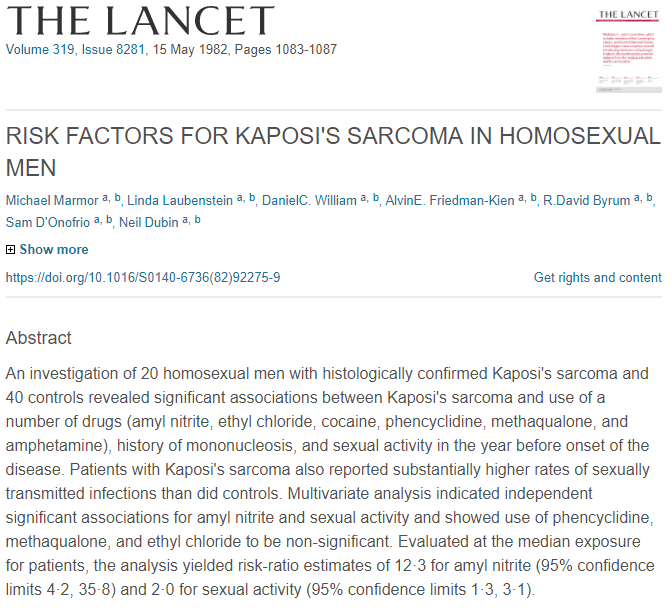 THE LANCET
Volume 319, Issue 8281, 15 May 1982, Pages 1083-1087
THE LANCET
RISK FACTORS FOR KAPOSI'S SARCOMA IN HOMOSEXUAL
MEN
Michael Marmor a, b, Linda Laubenstein a, b, DanielC. William a, b, AlvinE. Friedman-Kien a, b, R.David Byrum a, b,
Sam D'Onofrio a, b, Neil Dubin a, b
Show more
https://doi.org/10.1016/S0140-6736(82)92275-9
Get rights and content
Abstract
An investigation of 20 homosexual men with histologically confirmed Kaposi's sarcoma and
40 controls revealed significant associations between Kaposi's sarcoma and use of a
number of drugs (amyl nitrite, ethyl chloride, cocaine, phencyclidine, methaqualone, and
amphetamine), history of mononucleosis, and sexual activity in the year before onset of the
disease. Patients with Kaposi's sarcoma also reported substantially higher rates of sexually
transmitted infections than did controls. Multivariate analysis indicated independent
significant associations for amyl nitrite and sexual activity and showed use of phencyclidine,
methaqualone, and ethyl chloride to be non-significant. Evaluated at the median exposure
for patients, the analysis yielded risk-ratio estimates of 12·3 for amyl nitrite (95% confidence
limits 4·2, 35·8) and 2·0 for sexual activity (95% confidence limits 1·3, 3·1).